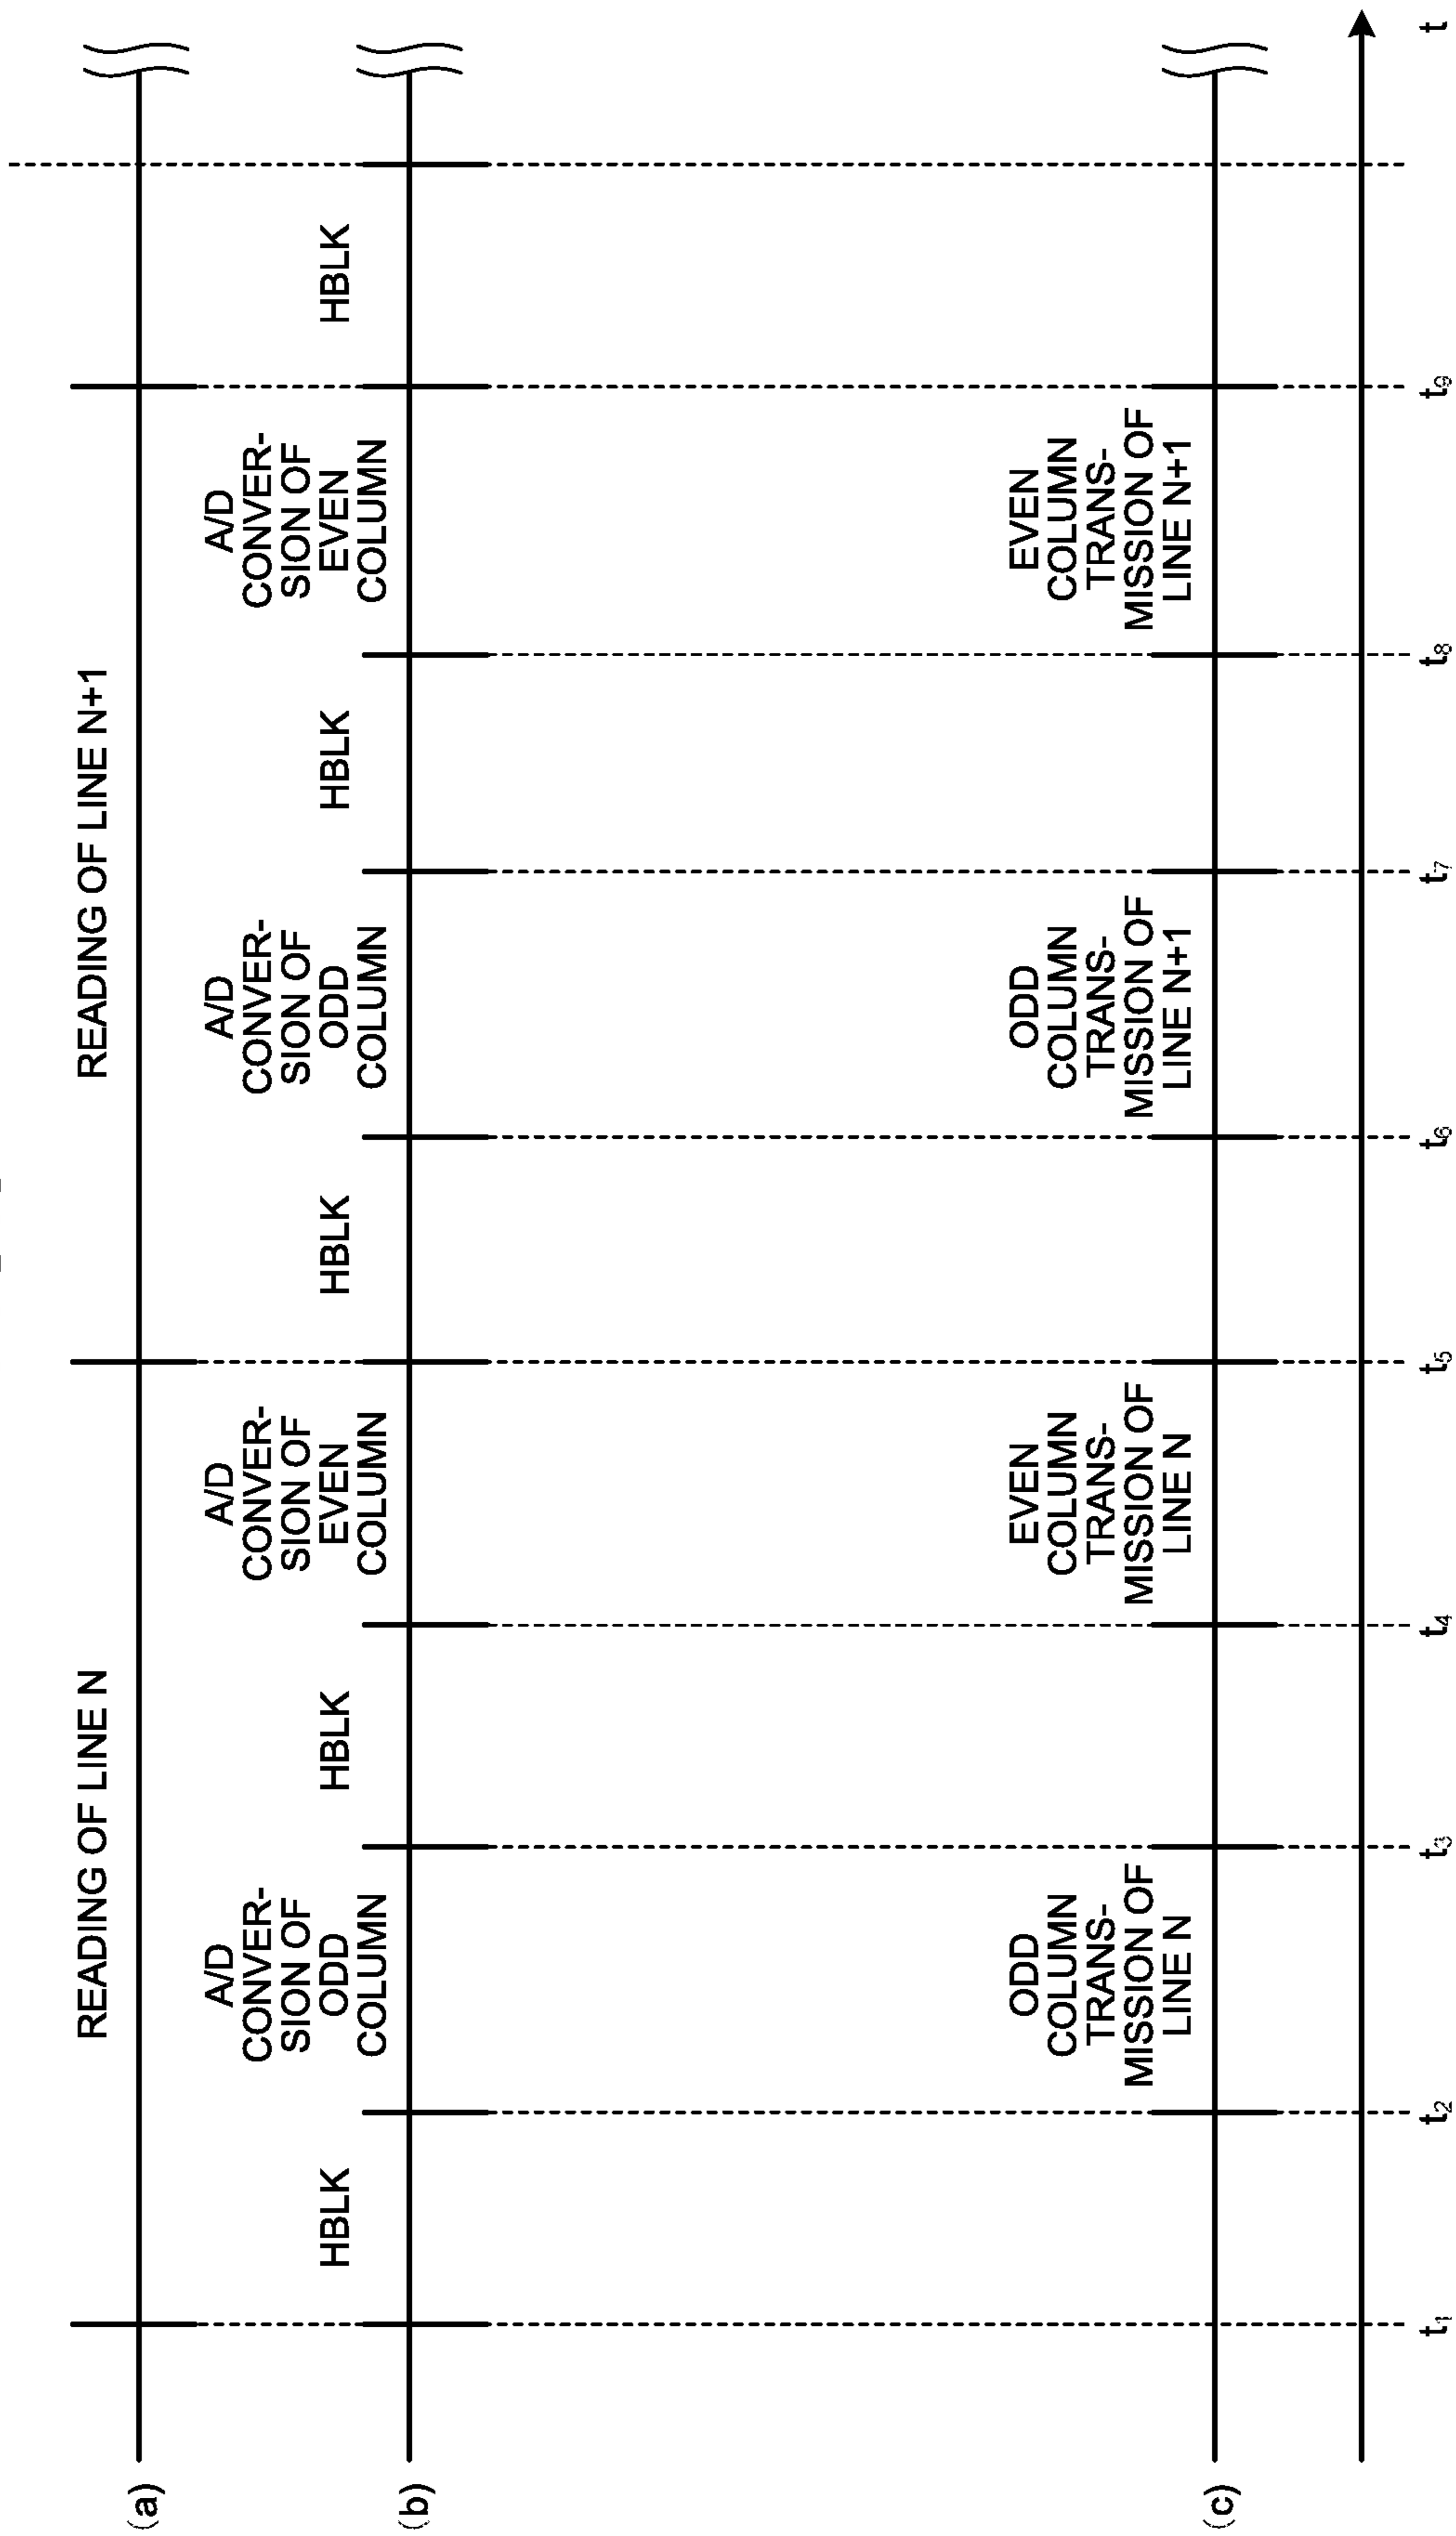 READING OF LINE N
READING OF LINE N+1
(a)
HBLK
A/D
CONVER-
SION OF
ODD
COLUMN
HBLK
A/D
CONVER-
SION OF
EVEN
COLUMN
HBLK
A/D
CONVER-
SION OF
ODD
COLUMN
HBLK
A/D
CONVER-
SION OF
EVEN
COLUMN
HBLK
(b)
ODD
COLUMN
TRANS-
MISSION OF
LINE N
EVEN
COLUMN
TRANS-
MISSION OF
LINE N
ODD
COLUMN
TRANS-
MISSION OF
LINE N+1
EVEN
COLUMN
TRANS-
MISSION OF
LINE N+1
(c)
t1 t2 t3 t4 t5 t6 t7 t8 t9 t